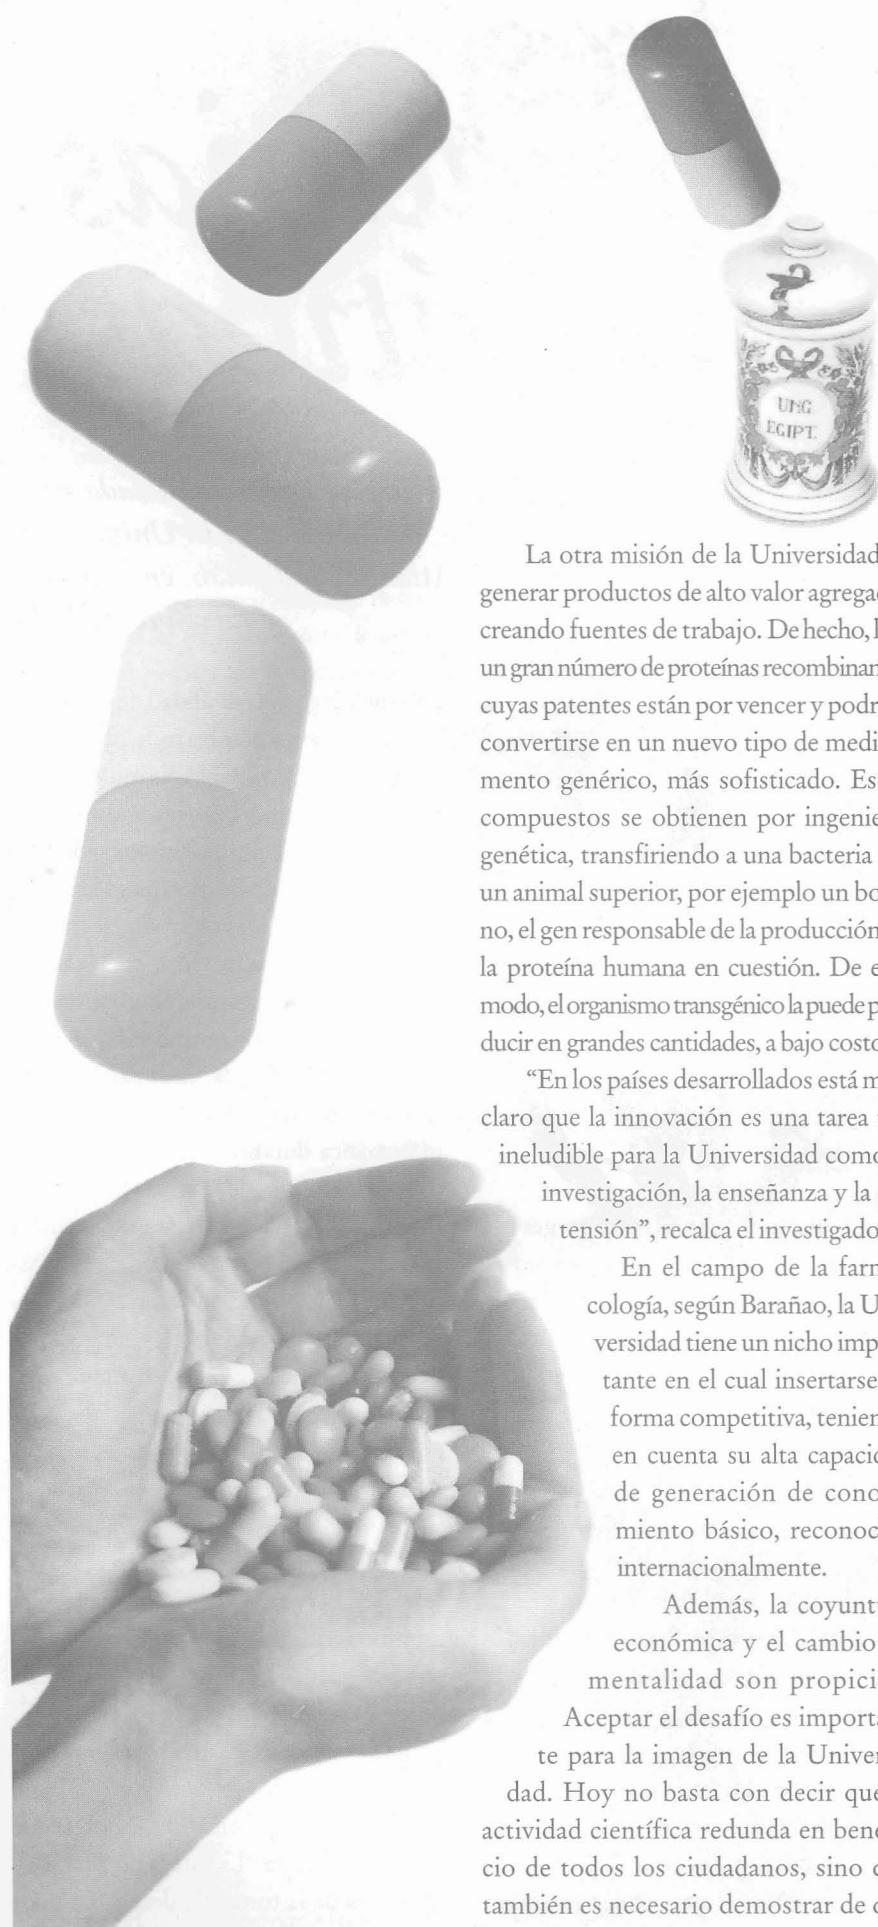 UNG
EGIPT.
La otra misión de la Universidad
generar productos de alto valor agrega
creando fuentes de trabajo. De hecho, h
un gran número de proteínas recombinan
cuyas patentes están por vencer y podr
convertirse en un nuevo tipo de medi
mento genérico, más sofisticado. Es
compuestos se obtienen por ingenie
genética, transfiriendo a una bacteria
un animal superior, por ejemplo un bo
no, el gen responsable de la producción
la proteína humana en cuestión. De e
modo, el organismo transgénico la puede p
ducir en grandes cantidades, a bajo costo
“En los países desarrollados está m
claro que la innovación es una tarea
ineludible para la Universidad como
investigación, la enseñanza y la
tensión”, recalca el investigado
En el campo de la farm
cología, según Barañao, la U
versidad tiene un nicho imp
tante en el cual insertarse
forma competitiva, tenien
en cuenta su alta capacid
de generación de cono
miento básico, reconoc
internacionalmente.
Además, la coyunt
económica y el cambio
mentalidad son propici
Aceptar el desafío es importa
te para la imagen de la Univer
dad. Hoy no basta con decir que
actividad científica redunda en bene
cio de todos los ciudadanos, sino q
también es necesario demostrar de q